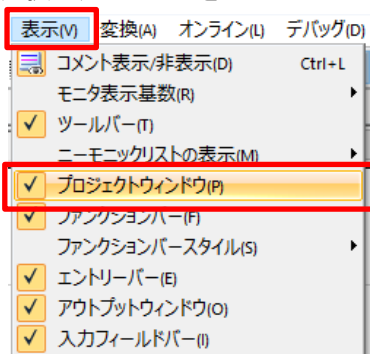 表示(V) 変換(A) オンライン(L) デバッグ(D)
コメント表示/非表示(D) Ctrl+L
モニタ表示基数(R)
ツールバー(T)
ニーモニックリストの表示(M)
プロジェクトウィンドウ(P)
ファンクションバー(F)
ファンクションバースタイル(S)
エントリーバー(E)
アウトプットウィンドウ(O)
入力フィールドバー(I)